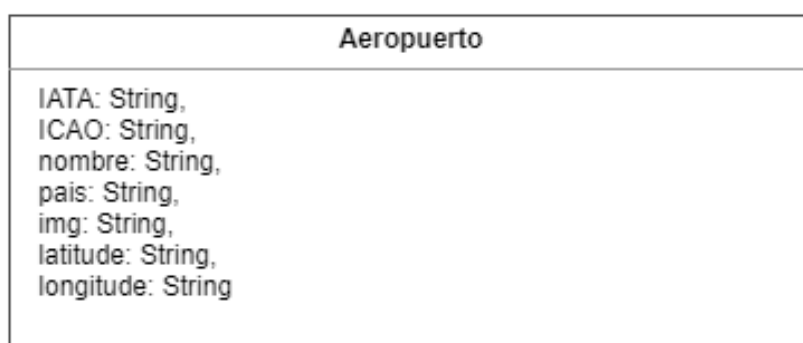 Aeropuerto
IATA: String,
ICAO: String,
nombre: String,
pais: String,
img: String,
latitude: String,
longitude: String